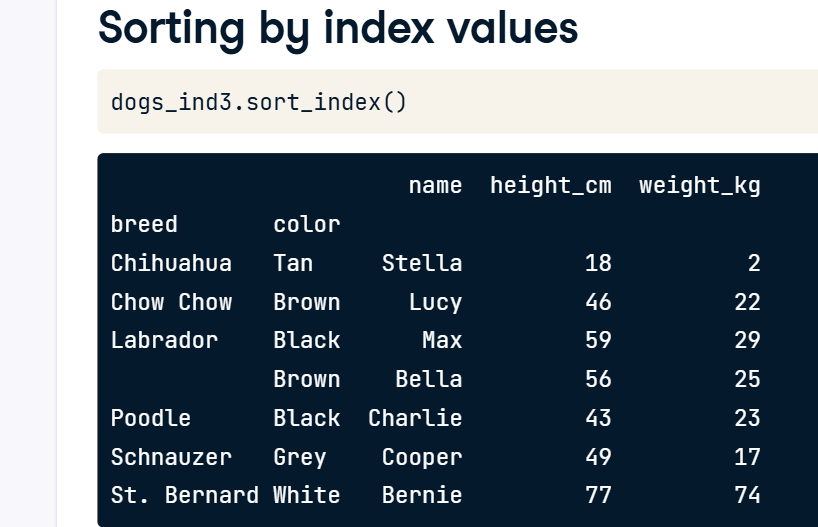 Sorting by index values
dogs_ind3.sort_index()
name height_cm weight_kg
breed color
Chihuahua Tan Stella 18 2
Chow Chow Brown Lucy 46 22
Labrador Black Max 59 29
Brown Bella 56 25
Poodle Black Charlie 43 23
Schnauzer Grey Cooper 49 17
St. Bernard White Bernie 77 74